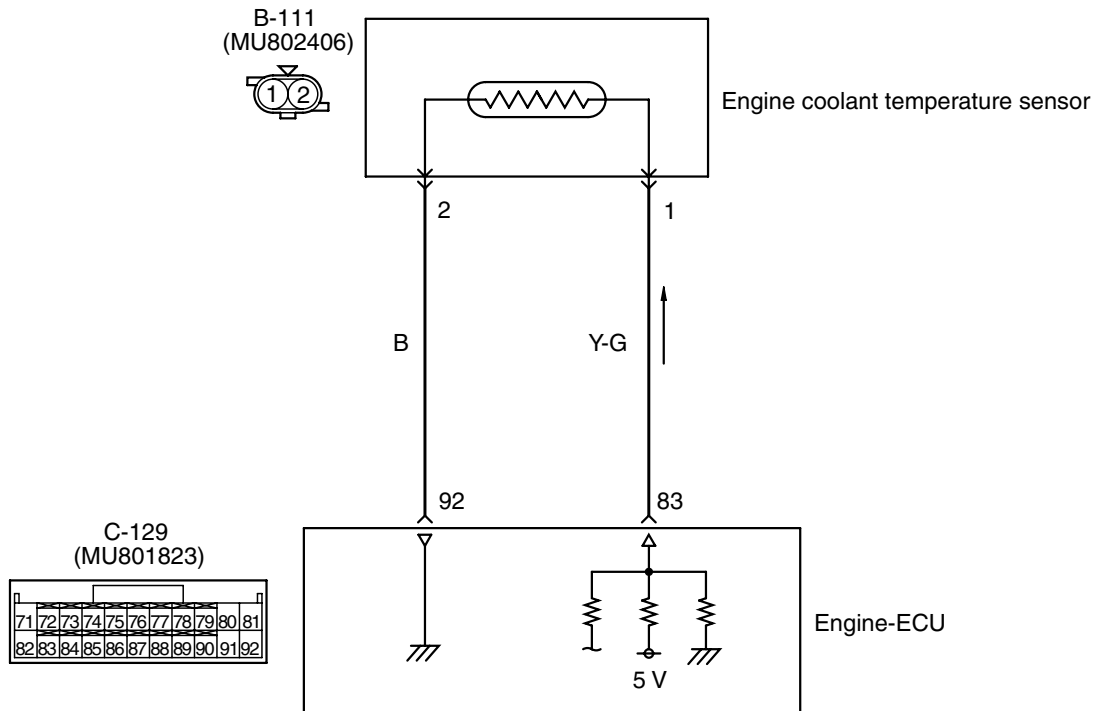 B-111
(MU802406)
1 2
Engine coolant temperature sensor
2
1
B
Y-G
92
83
C-129
(MU801823)
71 72 73 74 75 76 77 78 79 80 81
82 83 84 85 86 87 88 89 90 91 92
5 V
Engine-ECU